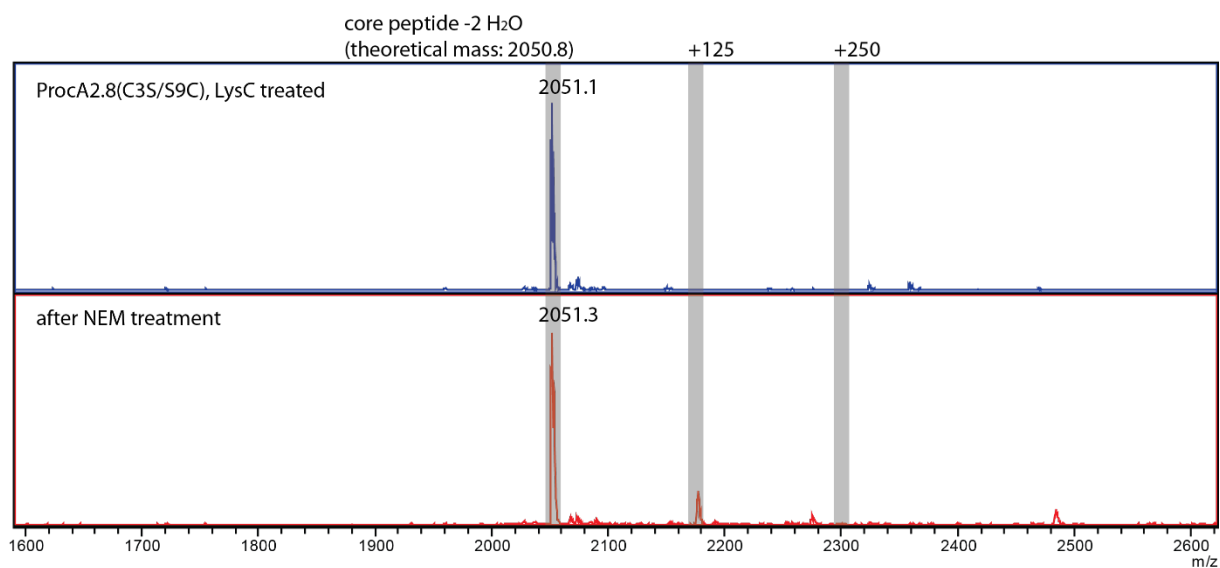 core peptide -2 H₂O
(theoretical mass: 2050.8) +125 +250
ProcA2.8(C3S/S9C), LysC treated
2051.1
after NEM treatment
2051.3
1600 1700 1800 1900 2000 2100 2200 2300 2400 2500 2600
m/z